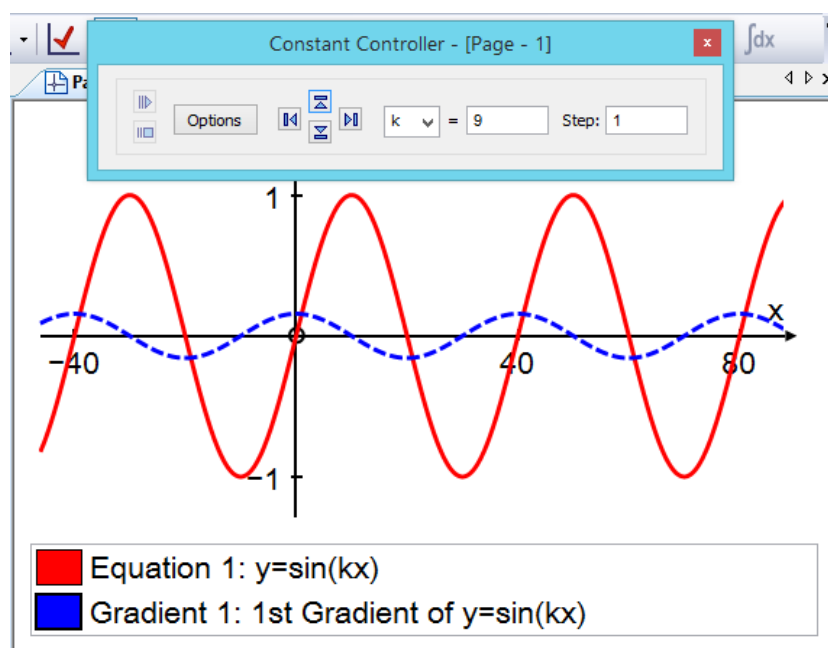 Constant Controller - [Page - 1]
x
∫dx
Options
k = 9 Step: 1
1
x
−40 40 80
−1
Equation 1: y=sin(kx)
Gradient 1: 1st Gradient of y=sin(kx)